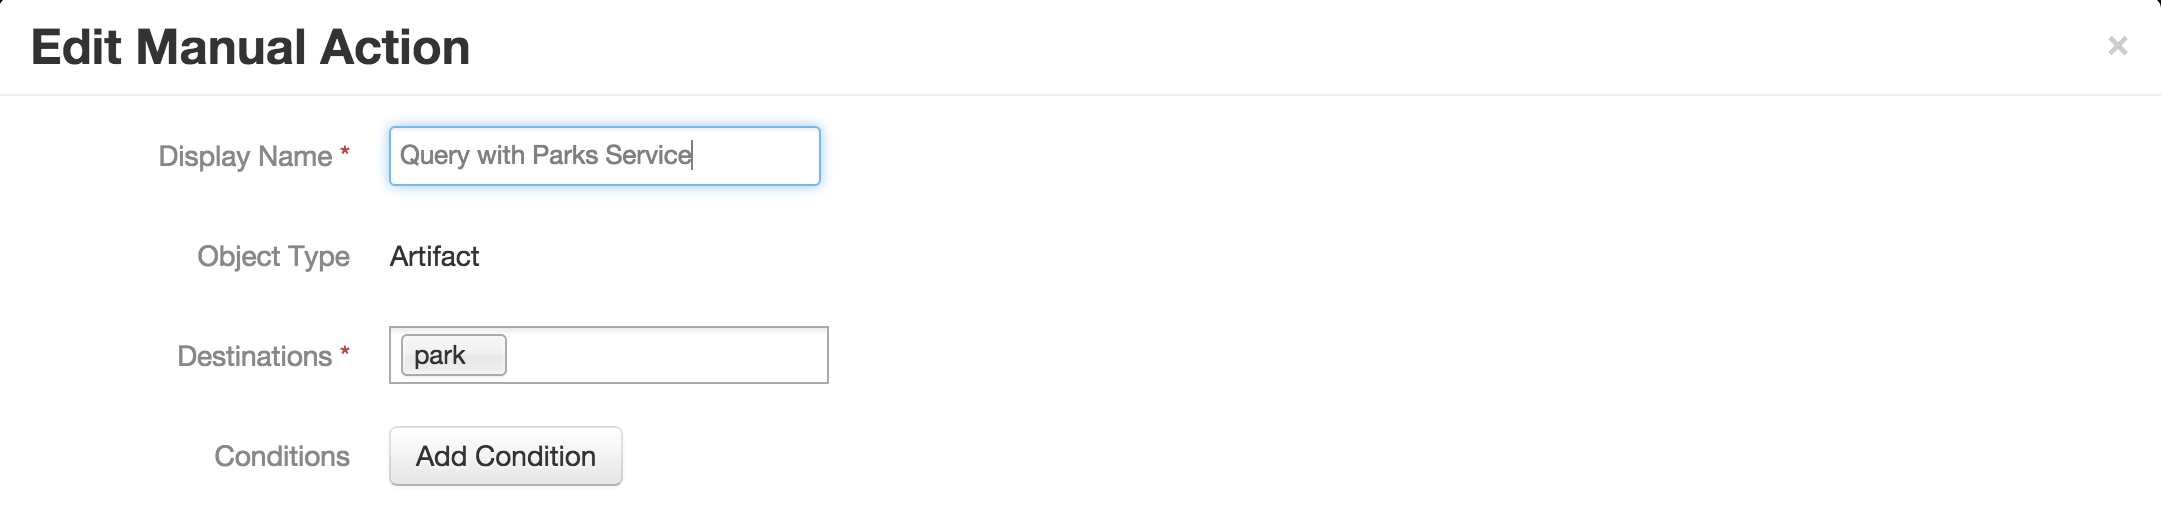 Edit Manual Action
×
Display Name * Query with Parks Service
Object Type Artifact
Destinations * park
Conditions Add Condition